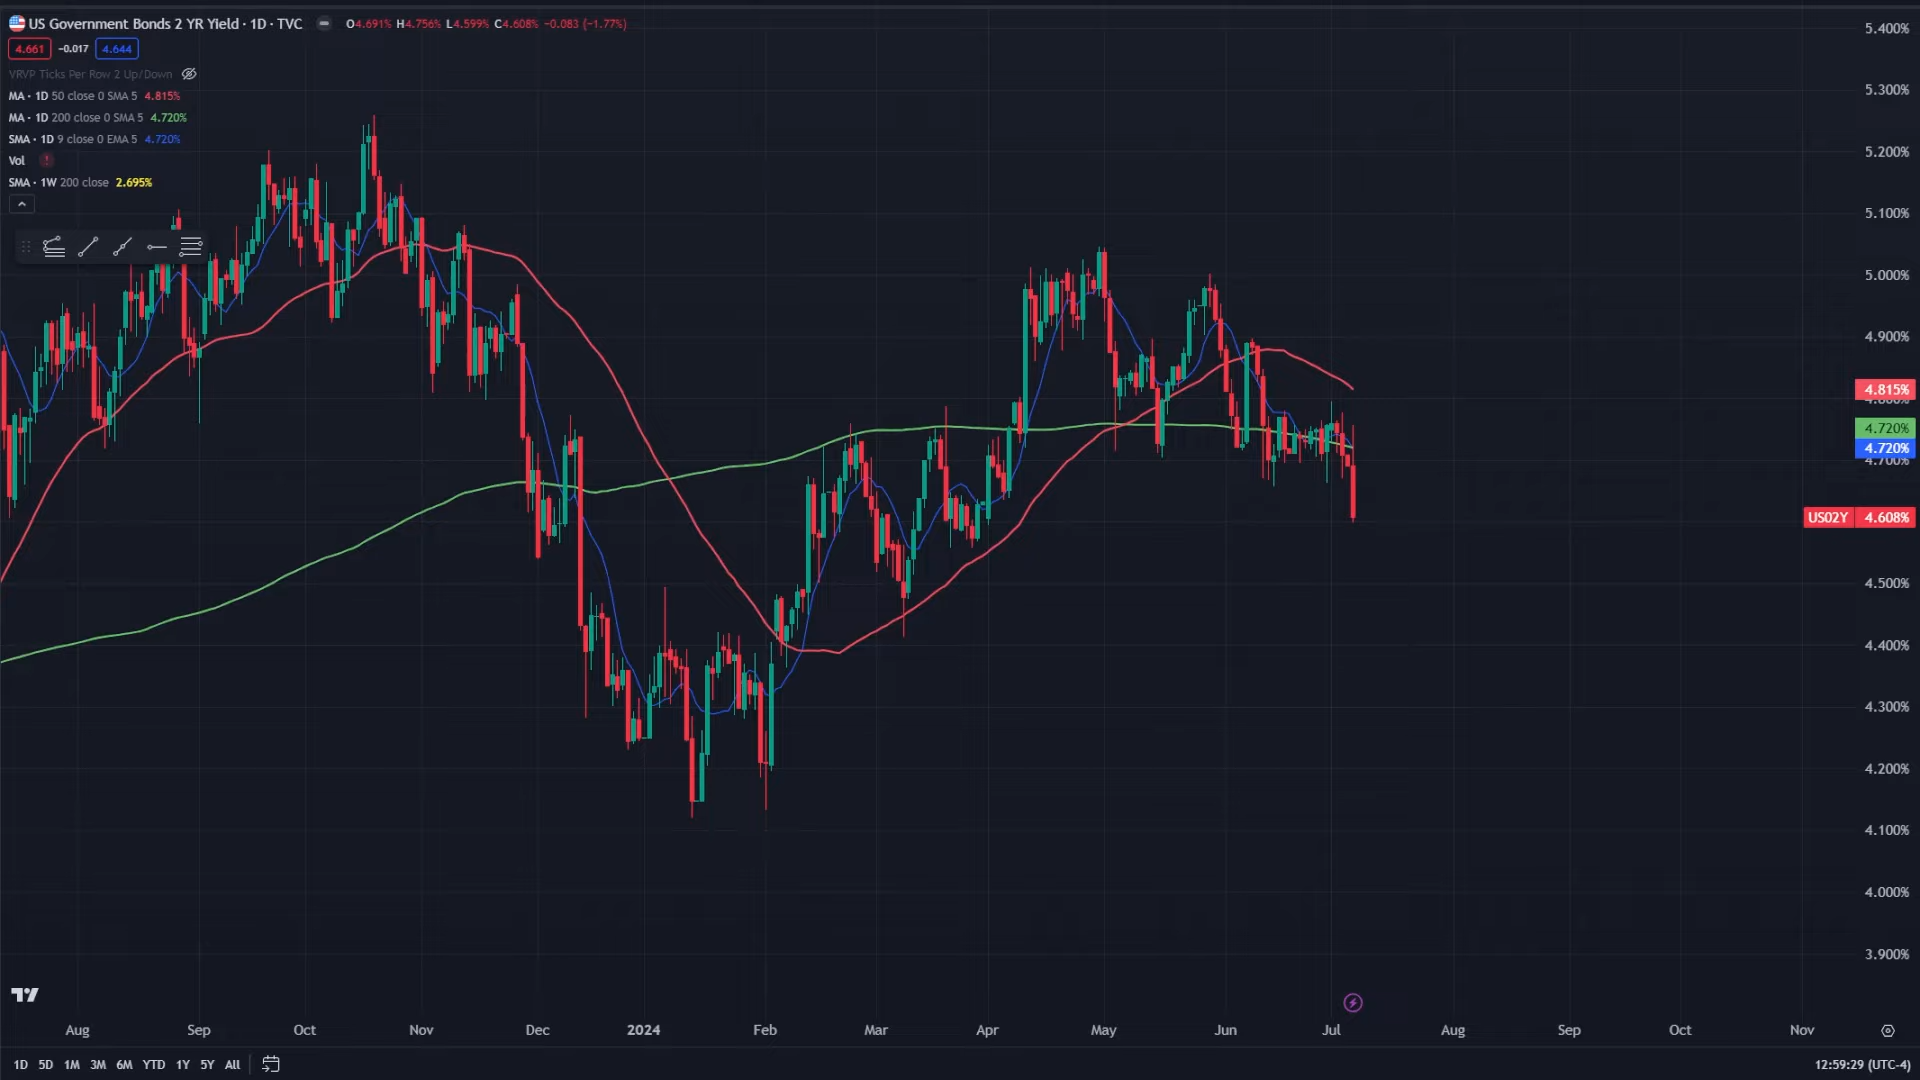 US Government Bonds 2 YR Yield · 1D · TVC O4.691% H4.756% L4.599% C4.608% −0.083 (−1.77%)
4.661 −0.017 4.644
VRVP Ticks Per Row 2 Up/Down
MA · 1D 50 close 0 SMA 5 4.815%
MA · 1D 200 close 0 SMA 5 4.720%
SMA · 1D 9 close 0 EMA 5 4.720%
Vol
SMA · 1W 200 close 2.695%
5.400%
5.300%
5.200%
5.100%
5.000%
4.900%
4.815%
4.800%
4.720%
4.720%
4.700%
US02Y 4.608%
4.500%
4.400%
4.300%
4.200%
4.100%
4.000%
3.900%
Aug Sep Oct Nov Dec 2024 Feb Mar Apr May Jun Jul Aug Sep Oct Nov
1D 5D 1M 3M 6M YTD 1Y 5Y All 12:59:29 (UTC-4)